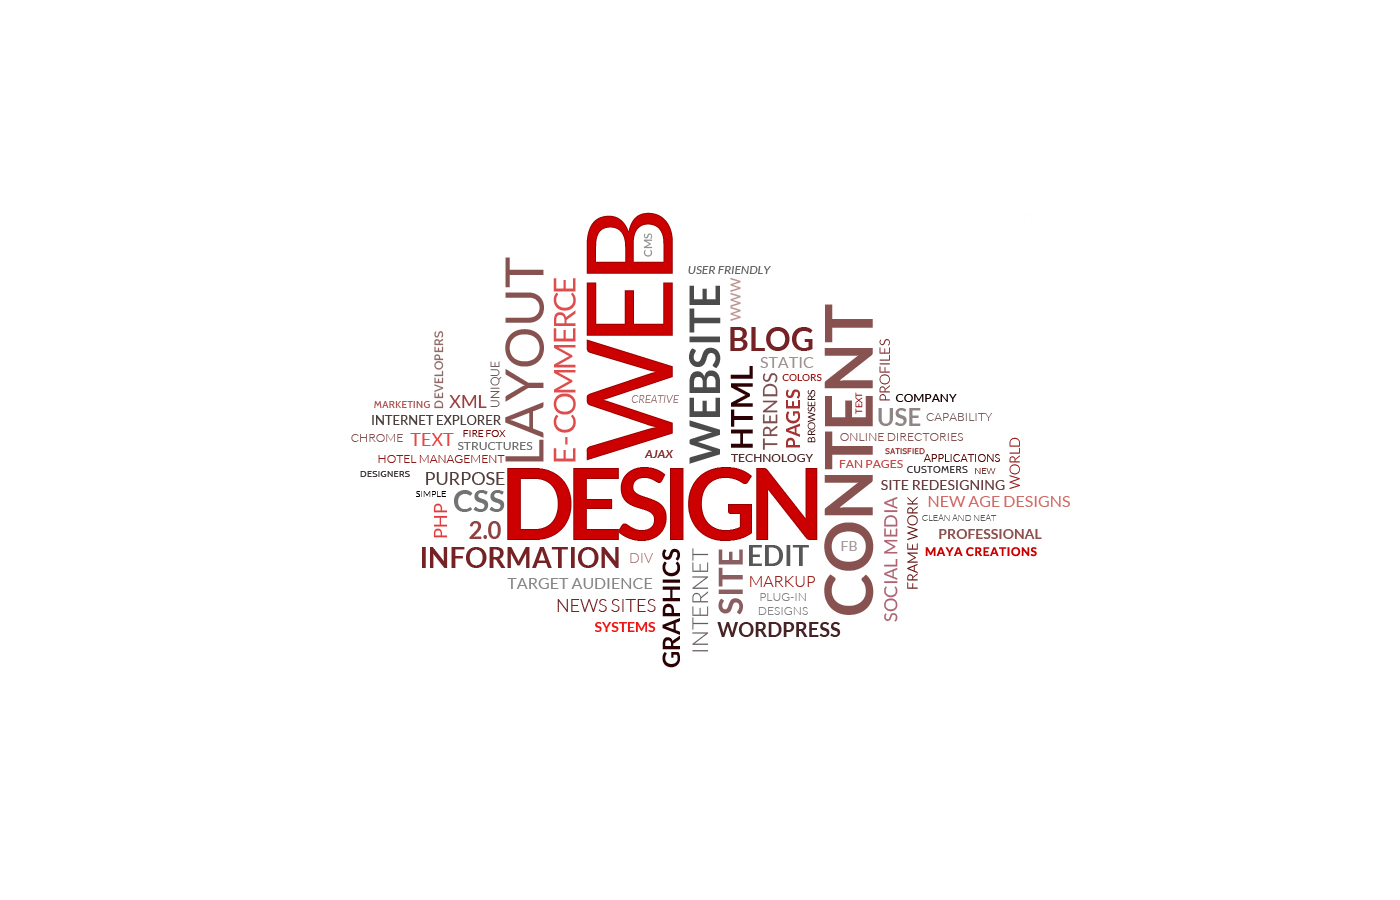 WEB
CMS
USER FRIENDLY
LAYOUT
E-COMMERCE
WEBSITE
WWW
BLOG
STATIC
CONTENT
PROFILES
DEVELOPERS
UNIQUE
HTML
TRENDS
COLORS
PAGES
BROWSERS
TEXT
MARKETING
XML
CREATIVE
COMPANY
INTERNET EXPLORER
USE
CAPABILITY
CHROME
TEXT
FIRE FOX
STRUCTURES
ONLINE DIRECTORIES
WORLD
HOTEL MANAGEMENT
AJAX
TECHNOLOGY
SATISFIED
FAN PAGES
APPLICATIONS
DESIGNERS
CUSTOMERS
NEW
PURPOSE
DESIGN
SITE REDESIGNING
SIMPLE
CSS
NEW AGE DESIGNS
PHP
2.0
SOCIAL MEDIA
FRAME WORK
CLEAN AND NEAT
PROFESSIONAL
INFORMATION
DIV
GRAPHICS
INTERNET
SITE
EDIT
FB
MAYA CREATIONS
TARGET AUDIENCE
MARKUP
NEWS SITES
PLUG-IN
DESIGNS
SYSTEMS
WORDPRESS